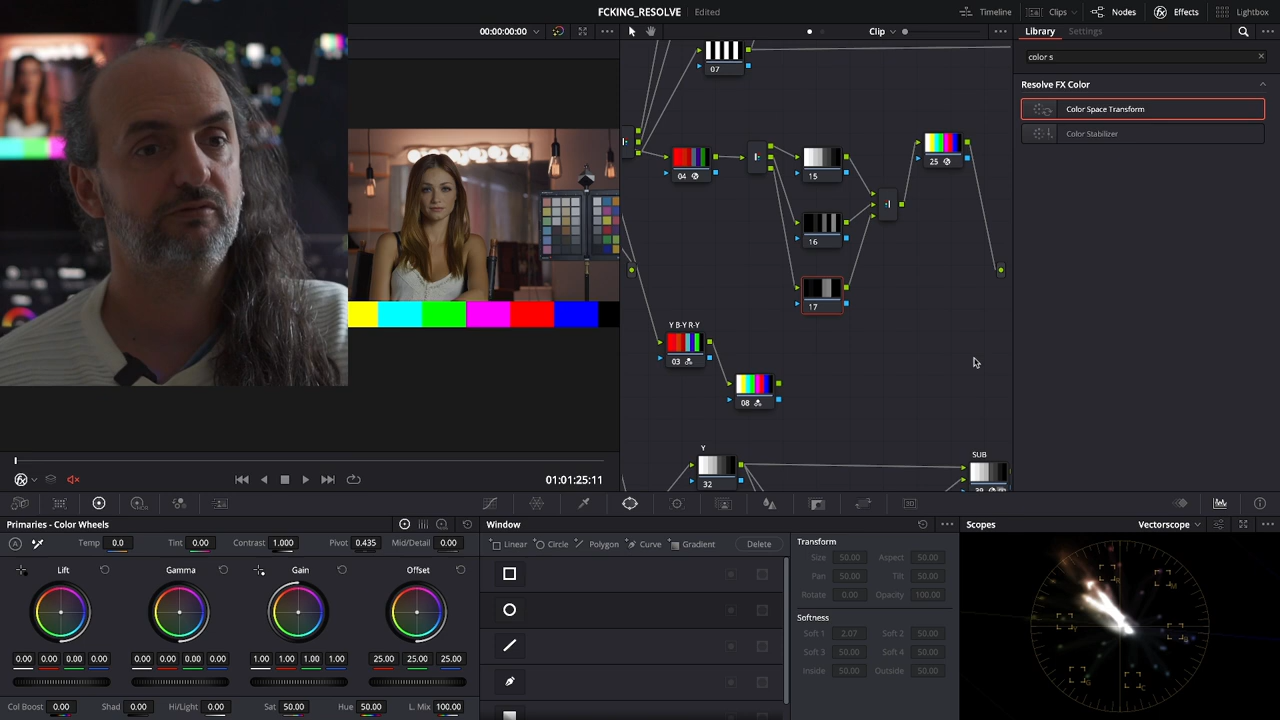 FCKING_RESOLVE Edited
Timeline Clips Nodes Effects Lightbox
00:00:00:00 Clip Library Settings
color s
Resolve FX Color
Color Space Transform
Color Stabilizer
07
04 15 25
16
17
Y B-Y R-Y
03
08
Y SUB
32
01:01:25:11
Primaries - Color Wheels Window Scopes Vectorscope
Temp 0.0 Tint 0.00 Contrast 1.000 Pivot 0.435 Mid/Detail 0.00
Linear Circle Polygon Curve Gradient Delete
Transform
Size 50.00 Aspect 50.00
Pan 50.00 Tilt 50.00
Rotate 0.00 Opacity 100.00
Lift Gamma Gain Offset
Softness
Soft 1 2.07 Soft 2 50.00
Soft 3 50.00 Soft 4 50.00
Inside 50.00 Outside 50.00
0.00 0.00 0.00 0.00 0.00 0.00 0.00 0.00 1.00 1.00 1.00 1.00 25.00 25.00 25.00
Col Boost 0.00 Shad 0.00 Hi/Light 0.00 Sat 50.00 Hue 50.00 L. Mix 100.00